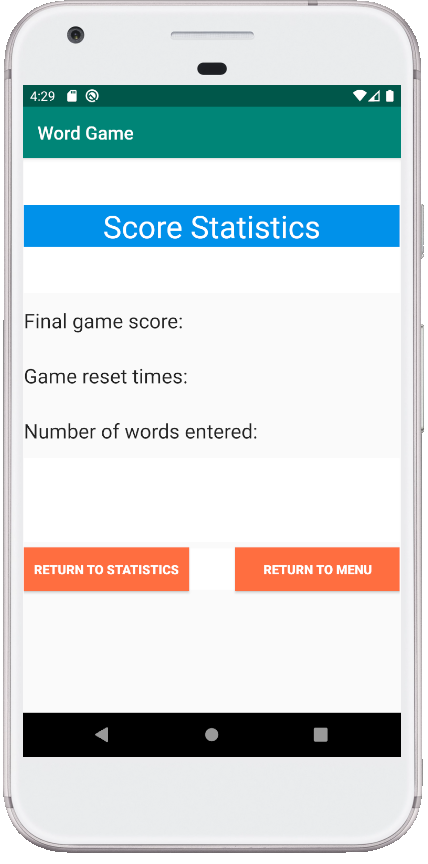 4:29
Word Game
Score Statistics
Final game score:
Game reset times:
Number of words entered:
RETURN TO STATISTICS
RETURN TO MENU